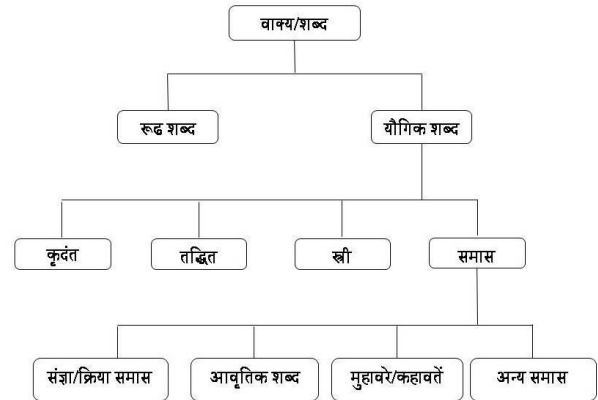 वाक्य/शब्द
रूढ शब्द
यौगिक शब्द
कृदंत
तद्धित
स्त्री
समास
संज्ञा/क्रिया समास
आवृतिक शब्द
मुहावरे/कहावतें
अन्य समास